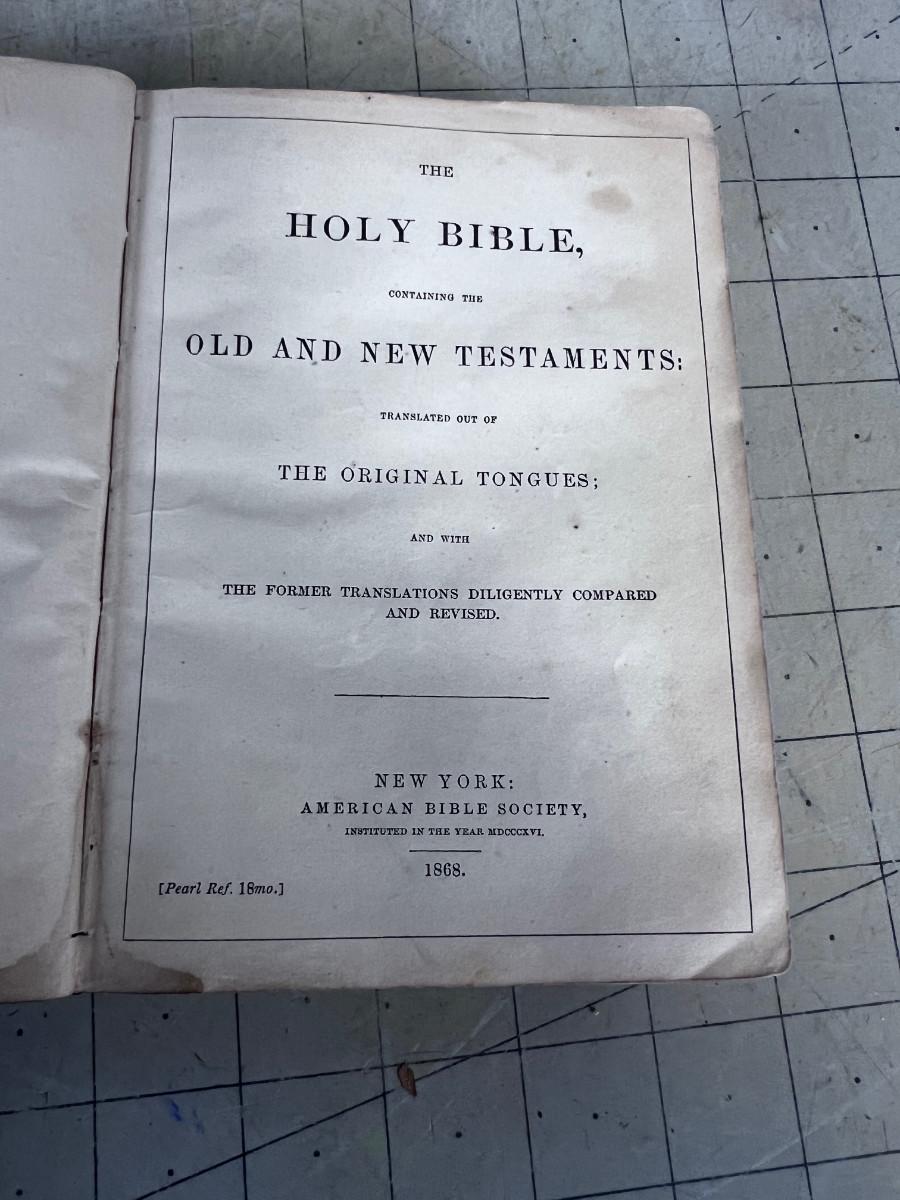 THE
HOLY BIBLE,
CONTAINING THE
OLD AND NEW TESTAMENTS:
TRANSLATED OUT OF
THE ORIGINAL TONGUES;
AND WITH
THE FORMER TRANSLATIONS DILIGENTLY COMPARED
AND REVISED.
NEW YORK:
AMERICAN BIBLE SOCIETY,
INSTITUTED IN THE YEAR MDCCCXVI.
1868.
[Pearl Ref. 18mo.]